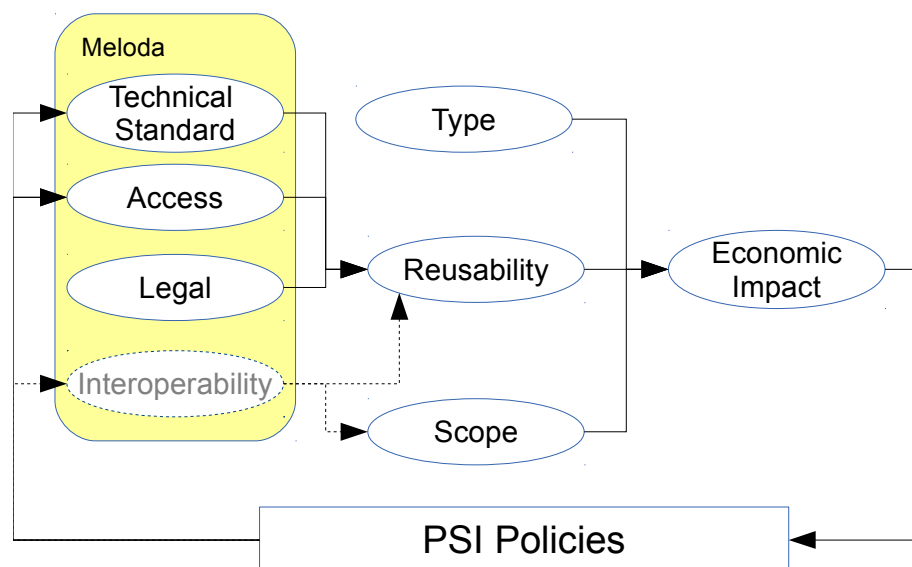 Meloda
Technical
Standard
Access
Legal
Interoperability
Type
Reusability
Scope
Economic
Impact
PSI Policies